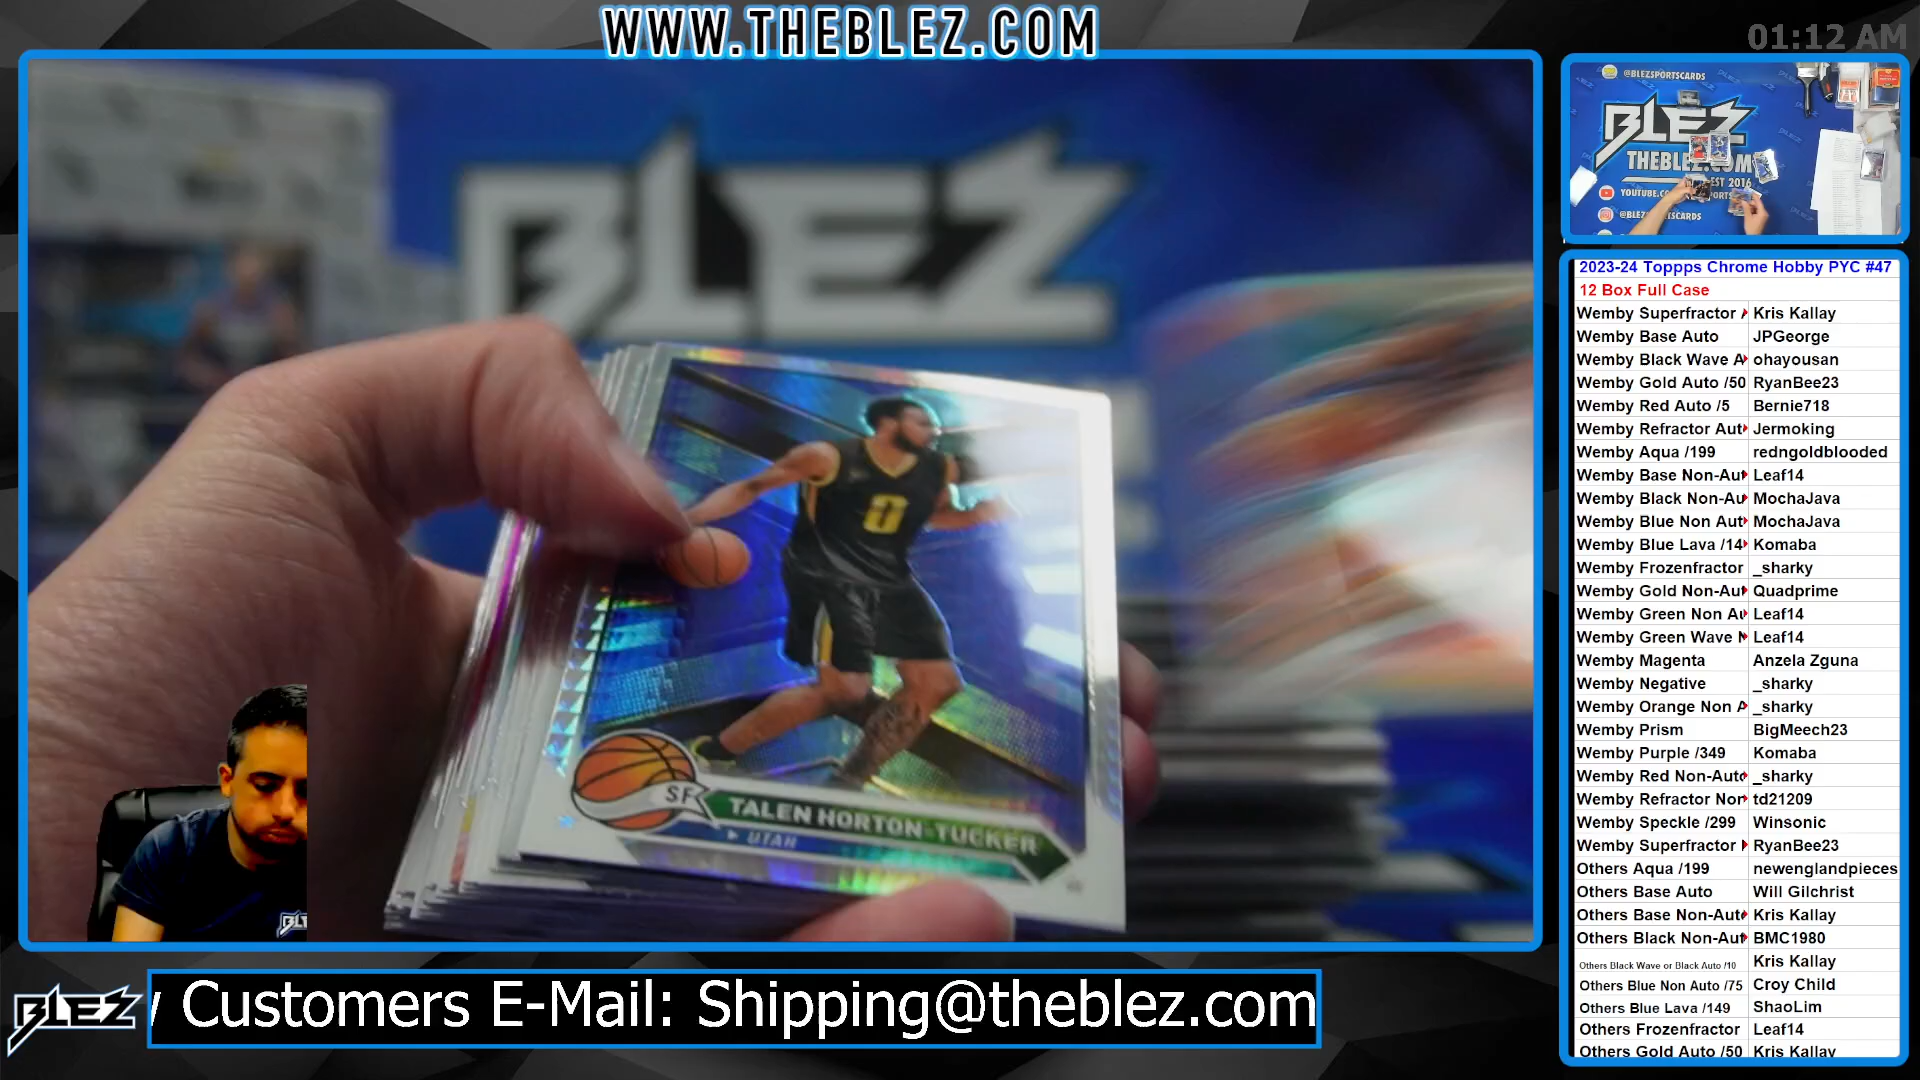 WWW.THEBLEZ.COM
01:12 AM
BLEZ
0
SF
TALEN HORTON-TUCKER
UTAH
@BLEZSPORTSCARDS
BLEZ
THEBLEZ.COM
EST 2016
@BLEZSPORTSCARDS
2023-24 Toppps Chrome Hobby PYC #47
12 Box Full Case
Wemby Superfractor Kris Kallay
Wemby Base Auto JPGeorge
Wemby Black Wave A ohayousan
Wemby Gold Auto /50 RyanBee23
Wemby Red Auto /5 Bernie718
Wemby Refractor Aut Jermoking
Wemby Aqua /199 redngoldblooded
Wemby Base Non-Aut Leaf14
Wemby Black Non-Au MochaJava
Wemby Blue Non Aut MochaJava
Wemby Blue Lava /14 Komaba
Wemby Frozenfractor _sharky
Wemby Gold Non-Aut Quadprime
Wemby Green Non Au Leaf14
Wemby Green Wave Leaf14
Wemby Magenta Anzela Zguna
Wemby Negative _sharky
Wemby Orange Non A _sharky
Wemby Prism BigMeech23
Wemby Purple /349 Komaba
Wemby Red Non-Auto _sharky
Wemby Refractor Non td21209
Wemby Speckle /299 Winsonic
Wemby Superfractor RyanBee23
Others Aqua /199 newenglandpieces
Others Base Auto Will Gilchrist
Others Base Non-Auto Kris Kallay
Others Black Non-Aut BMC1980
Others Black Wave or Black Auto /10 Kris Kallay
Others Blue Non Auto /75 Croy Child
Others Blue Lava /149 ShaoLim
Others Frozenfractor Leaf14
Others Gold Auto /50 Kris Kallay
BLEZ
Customers E-Mail: Shipping@theblez.com